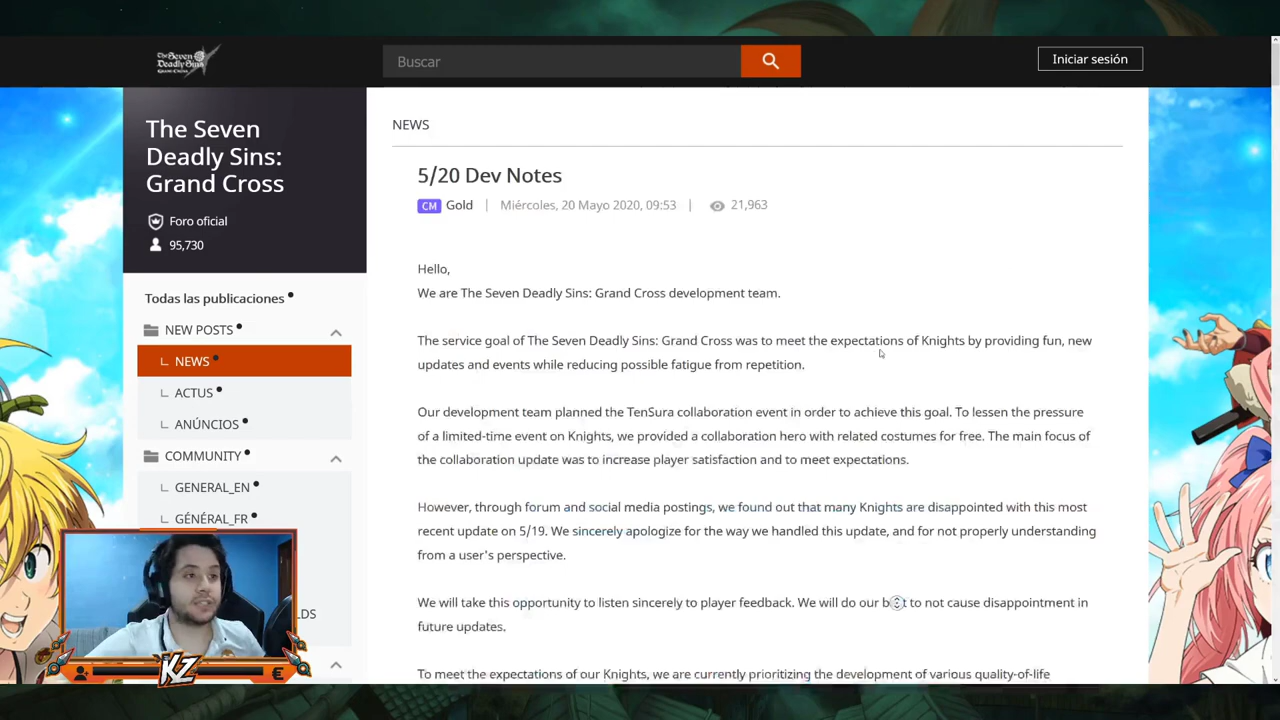 The Seven
Deadly Sins
Grand Cross
Buscar
Iniciar sesión
The Seven
Deadly Sins:
Grand Cross
Foro oficial
95,730
Todas las publicaciones
NEW POSTS
NEWS
ACTUS
ANÚNCIOS
COMMUNITY
GENERAL_EN
GÉNÉRAL_FR
LDS
KZ
€
NEWS
5/20 Dev Notes
CM Gold | Miércoles, 20 Mayo 2020, 09:53 | 21,963
Hello,
We are The Seven Deadly Sins: Grand Cross development team.
The service goal of The Seven Deadly Sins: Grand Cross was to meet the expectations of Knights by providing fun, new
updates and events while reducing possible fatigue from repetition.
Our development team planned the TenSura collaboration event in order to achieve this goal. To lessen the pressure
of a limited-time event on Knights, we provided a collaboration hero with related costumes for free. The main focus of
the collaboration update was to increase player satisfaction and to meet expectations.
However, through forum and social media postings, we found out that many Knights are disappointed with this most
recent update on 5/19. We sincerely apologize for the way we handled this update, and for not properly understanding
from a user's perspective.
We will take this opportunity to listen sincerely to player feedback. We will do our b t to not cause disappointment in
future updates.
To meet the expectations of our Knights, we are currently prioritizing the development of various quality-of-life